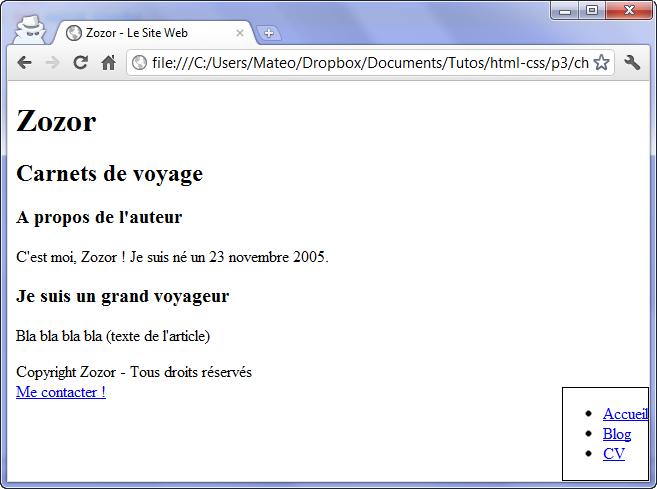 Zozor - Le Site Web
file:///C:/Users/Mateo/Dropbox/Documents/Tutos/html-css/p3/ch
Zozor
Carnets de voyage
A propos de l'auteur
C'est moi, Zozor ! Je suis né un 23 novembre 2005.
Je suis un grand voyageur
Bla bla bla bla (texte de l'article)
Copyright Zozor - Tous droits réservés
Me contacter !
Accueil
Blog
CV